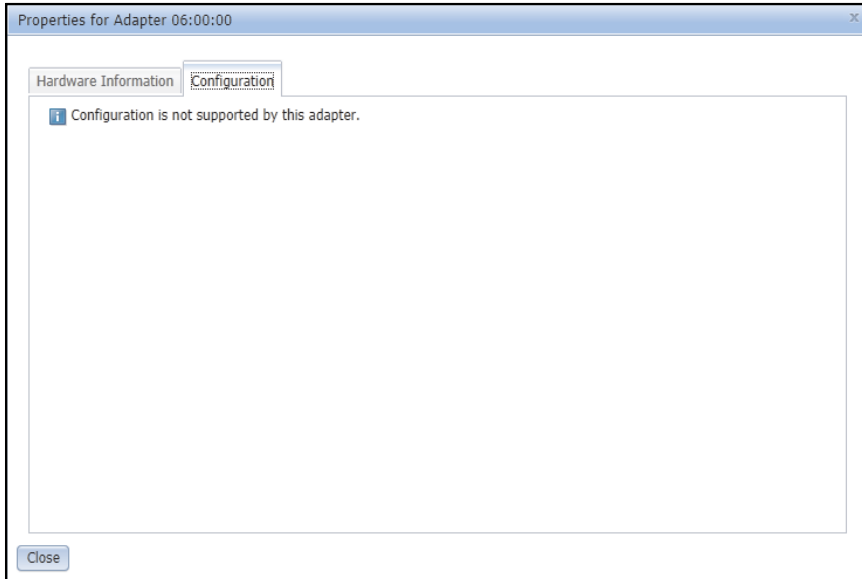 Properties for Adapter 06:00:00 x
Hardware Information Configuration
Configuration is not supported by this adapter.
Close